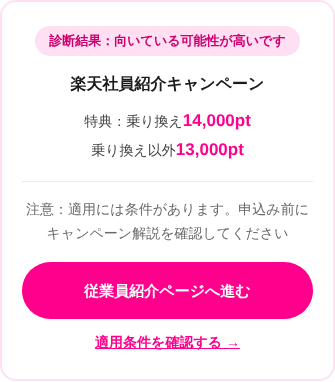 診断結果：向いている可能性が高いです
楽天社員紹介キャンペーン
特典：乗り換え14,000pt
乗り換え以外13,000pt
注意：適用には条件があります。申込み前に
キャンペーン解説を確認してください
従業員紹介ページへ進む
適用条件を確認する →